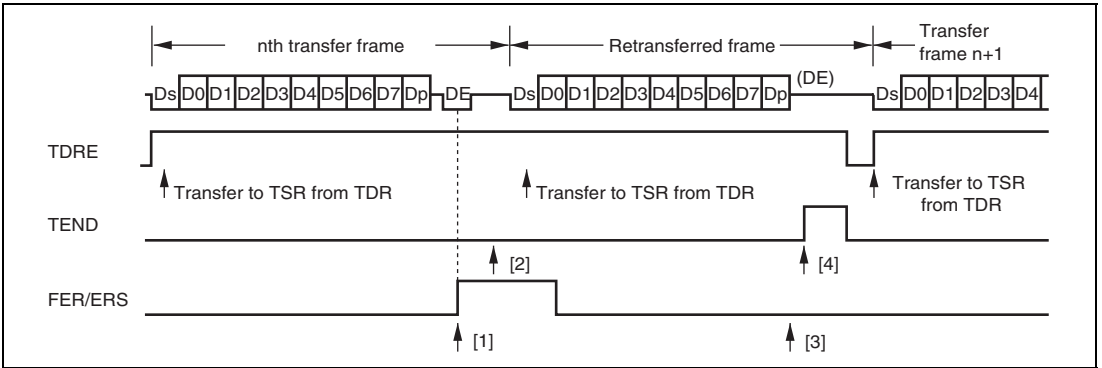 nth transfer frame
Retransferred frame
Transfer
frame n+1
Ds D0 D1 D2 D3 D4 D5 D6 D7 Dp DE
Ds D0 D1 D2 D3 D4 D5 D6 D7 Dp
(DE)
Ds D0 D1 D2 D3 D4
TDRE
Transfer to TSR from TDR
Transfer to TSR from TDR
Transfer to TSR
from TDR
TEND
[2]
[4]
FER/ERS
[1]
[3]